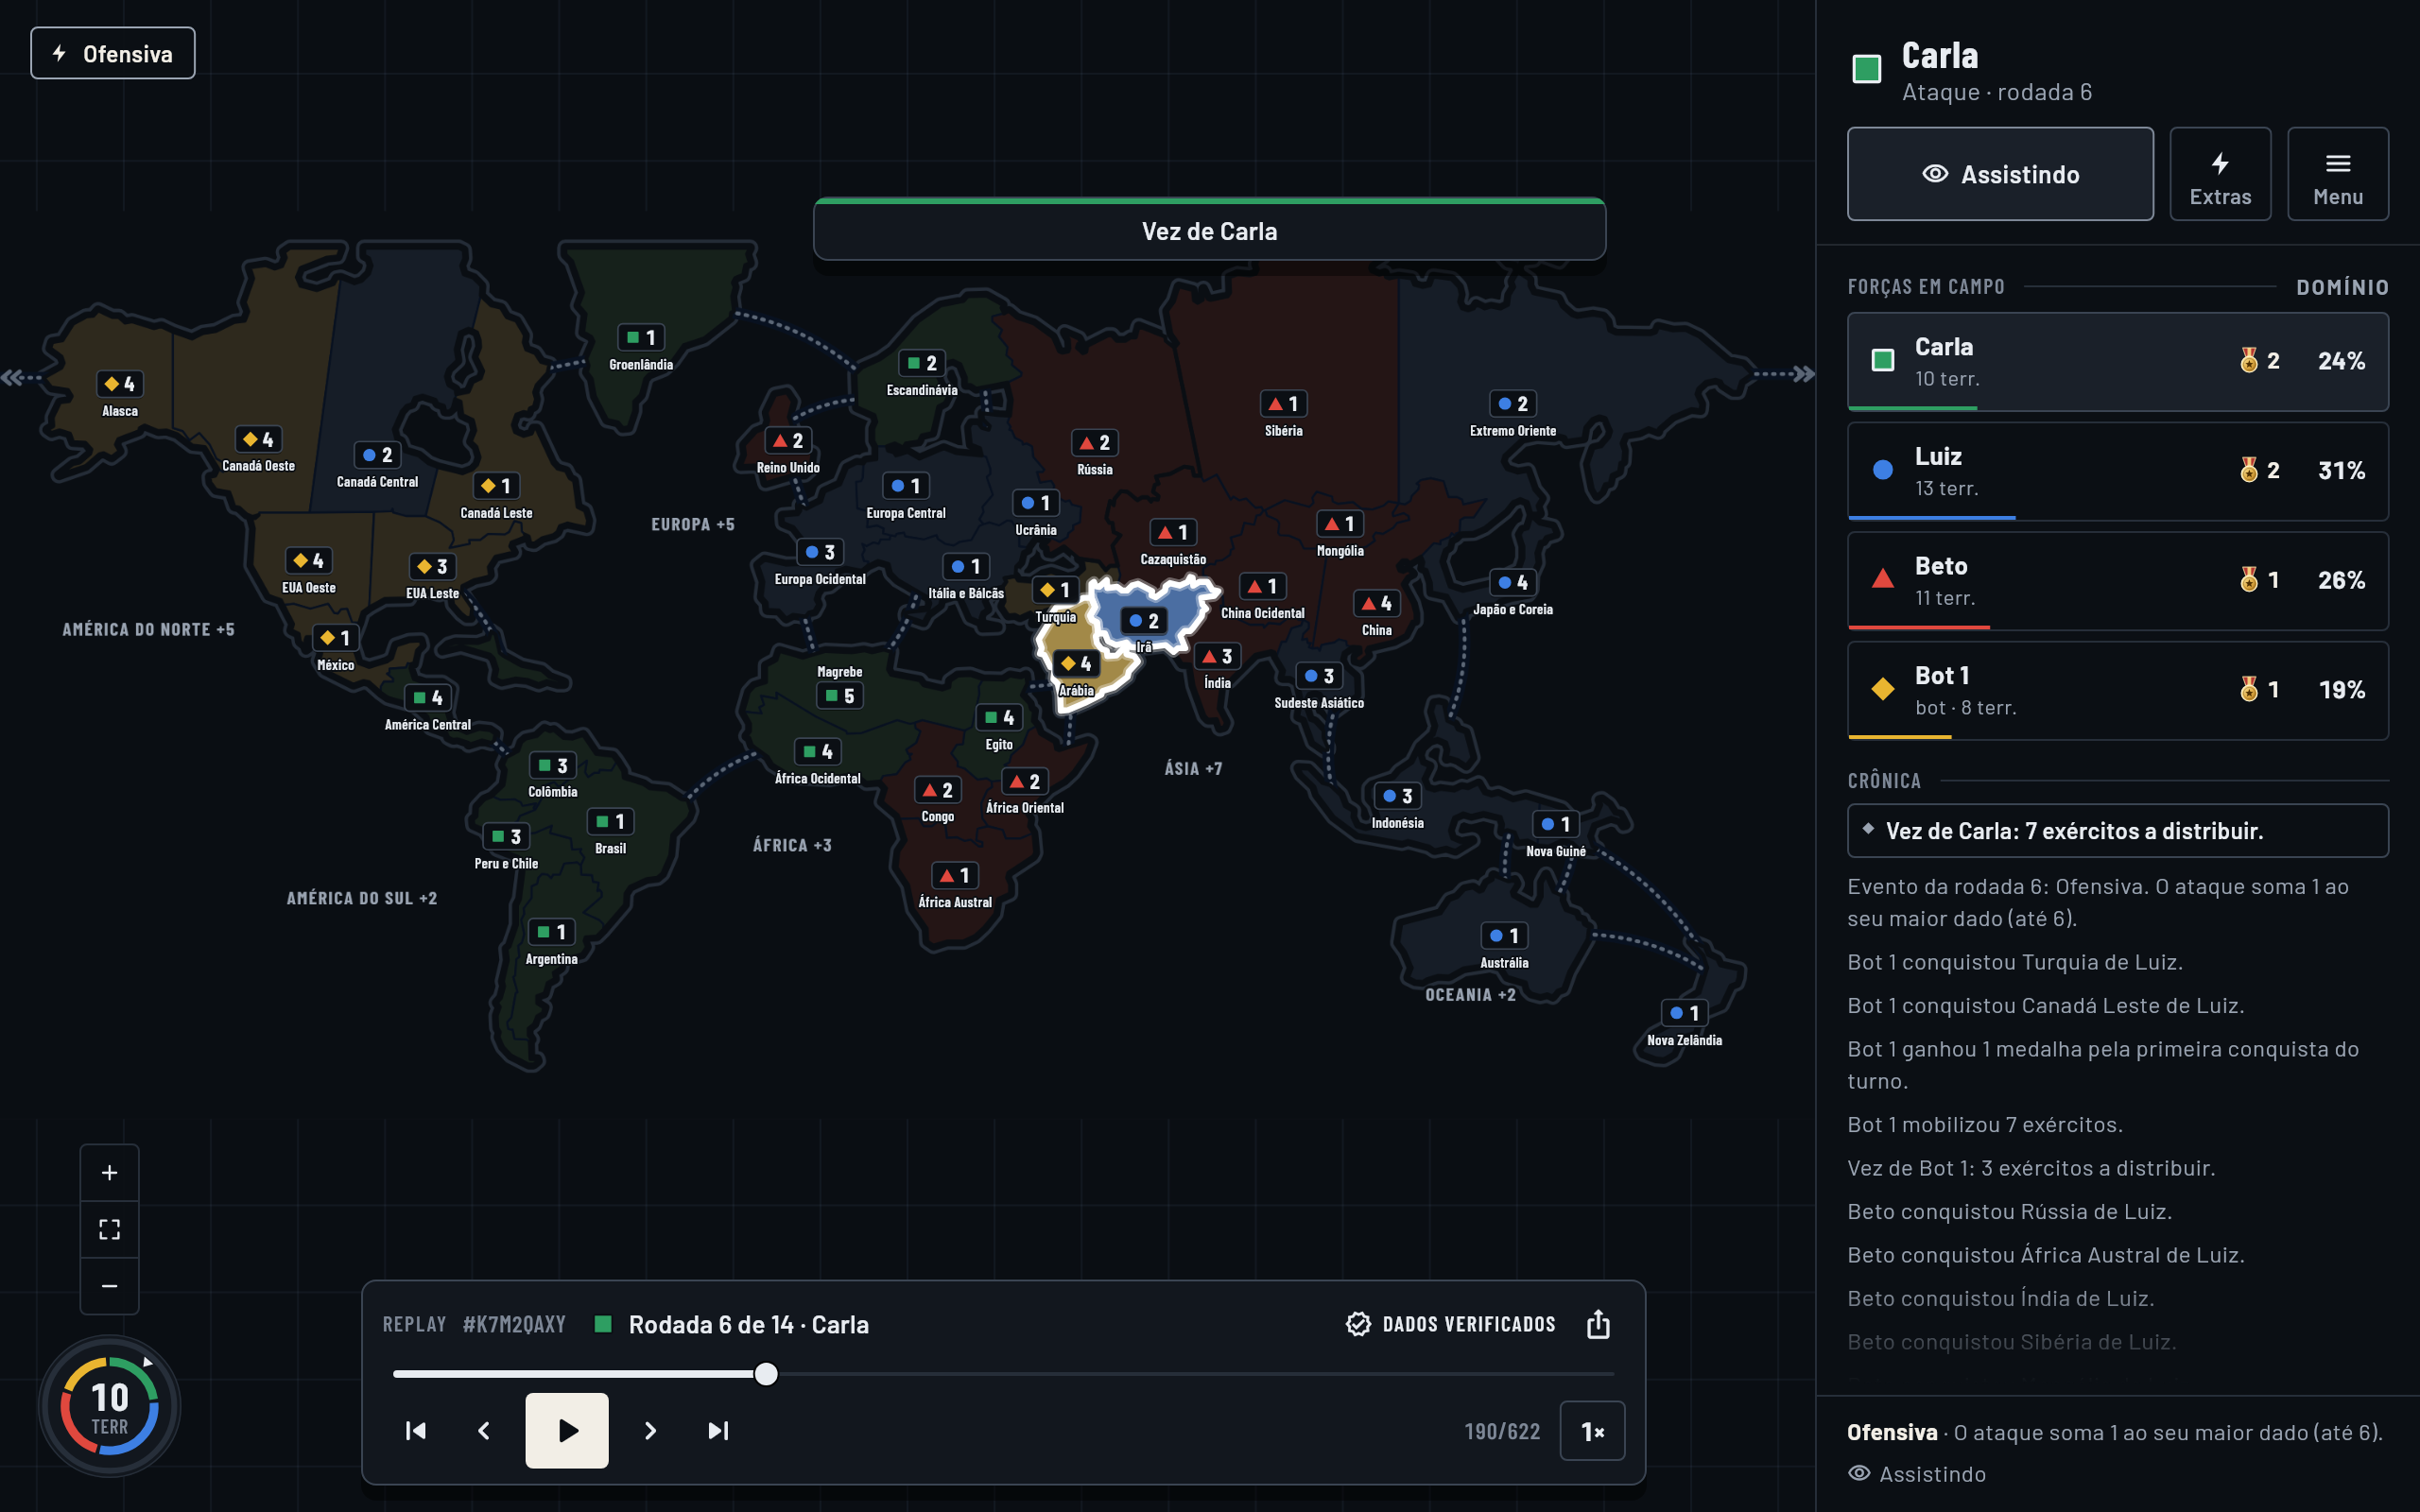 Ofensiva
Vez de Carla
4
Alasca
4
Canadá Oeste
2
Canadá Central
1
Canadá Leste
4
EUA Oeste
3
EUA Leste
1
México
4
América Central
AMÉRICA DO NORTE +5
1
Groenlândia
2
Escandinávia
2
Reino Unido
1
Europa Central
1
Ucrânia
3
Europa Ocidental
1
Itália e Bálcãs
EUROPA +5
2
Rússia
1
Sibéria
2
Extremo Oriente
1
Cazaquistão
1
Mongólia
1
China Ocidental
4
China
4
Japão e Coreia
1
Turquia
2
Irã
4
Arábia
3
Índia
3
Sudeste Asiático
ÁSIA +7
Magrebe
5
4
Egito
4
África Ocidental
2
Congo
2
África Oriental
1
África Austral
ÁFRICA +3
3
Colômbia
1
Brasil
3
Peru e Chile
1
Argentina
AMÉRICA DO SUL +2
3
Indonésia
1
Nova Guiné
1
Austrália
OCEANIA +2
1
Nova Zelândia
+
−
10
TERR
REPLAY #K7M2QAXY Rodada 6 de 14 · Carla
DADOS VERIFICADOS
190/622
1×
Carla
Ataque · rodada 6
Assistindo
Extras
Menu
FORÇAS EM CAMPO
DOMÍNIO
Carla
10 terr.
2
24%
Luiz
13 terr.
2
31%
Beto
11 terr.
1
26%
Bot 1
bot · 8 terr.
1
19%
CRÔNICA
Vez de Carla: 7 exércitos a distribuir.
Evento da rodada 6: Ofensiva. O ataque soma 1 ao
seu maior dado (até 6).
Bot 1 conquistou Turquia de Luiz.
Bot 1 conquistou Canadá Leste de Luiz.
Bot 1 ganhou 1 medalha pela primeira conquista do
turno.
Bot 1 mobilizou 7 exércitos.
Vez de Bot 1: 3 exércitos a distribuir.
Beto conquistou Rússia de Luiz.
Beto conquistou África Austral de Luiz.
Beto conquistou Índia de Luiz.
Beto conquistou Sibéria de Luiz.
Ofensiva · O ataque soma 1 ao seu maior dado (até 6).
Assistindo